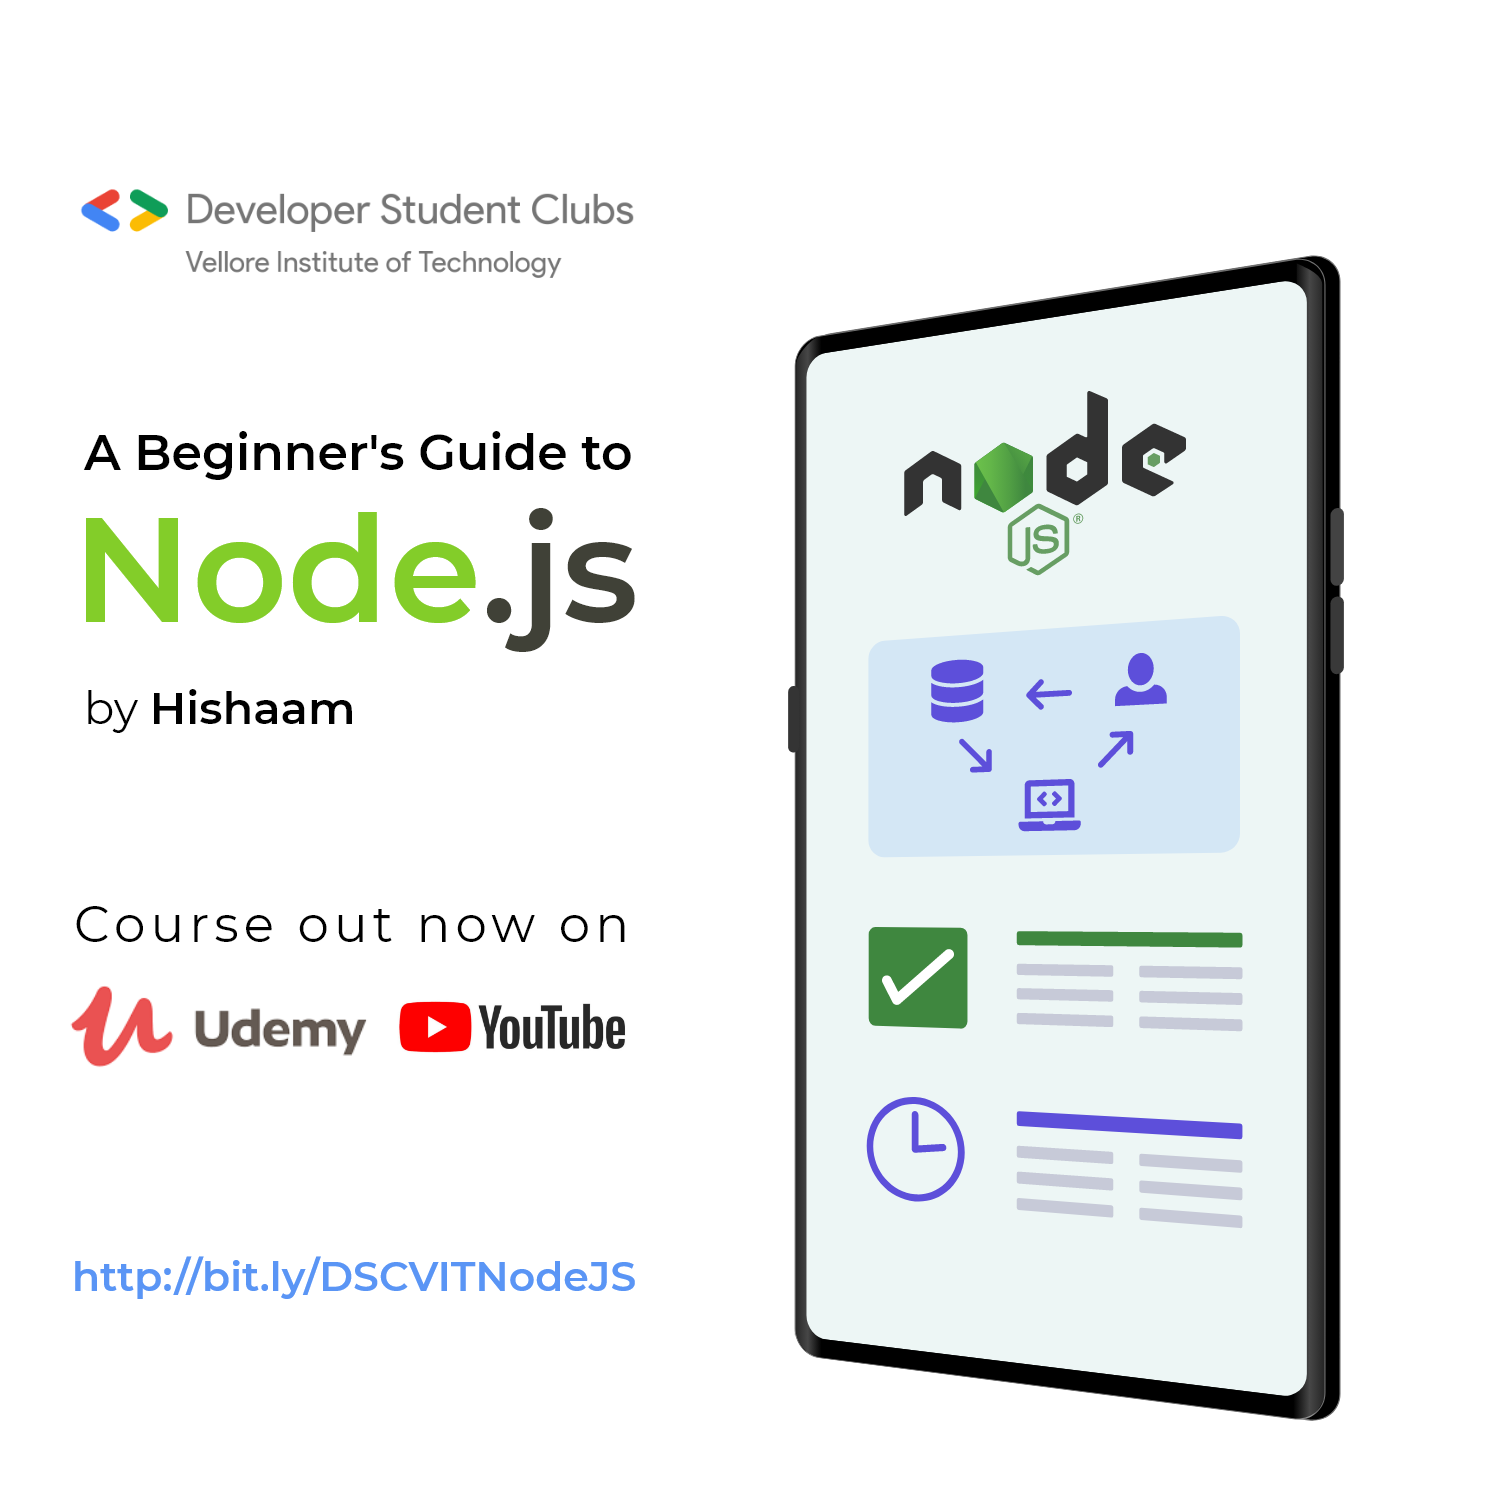 Developer Student Clubs
Vellore Institute of Technology
A Beginner's Guide to
Node.js
by Hishaam
Course out now on
Udemy YouTube
http://bit.ly/DSCVITNodeJS
node
JS®